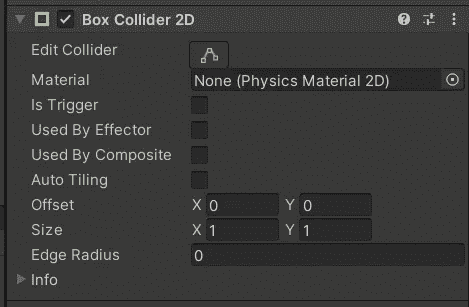 Box Collider 2D
Edit Collider
Material None (Physics Material 2D)
Is Trigger
Used By Effector
Used By Composite
Auto Tiling
Offset X 0 Y 0
Size X 1 Y 1
Edge Radius 0
Info